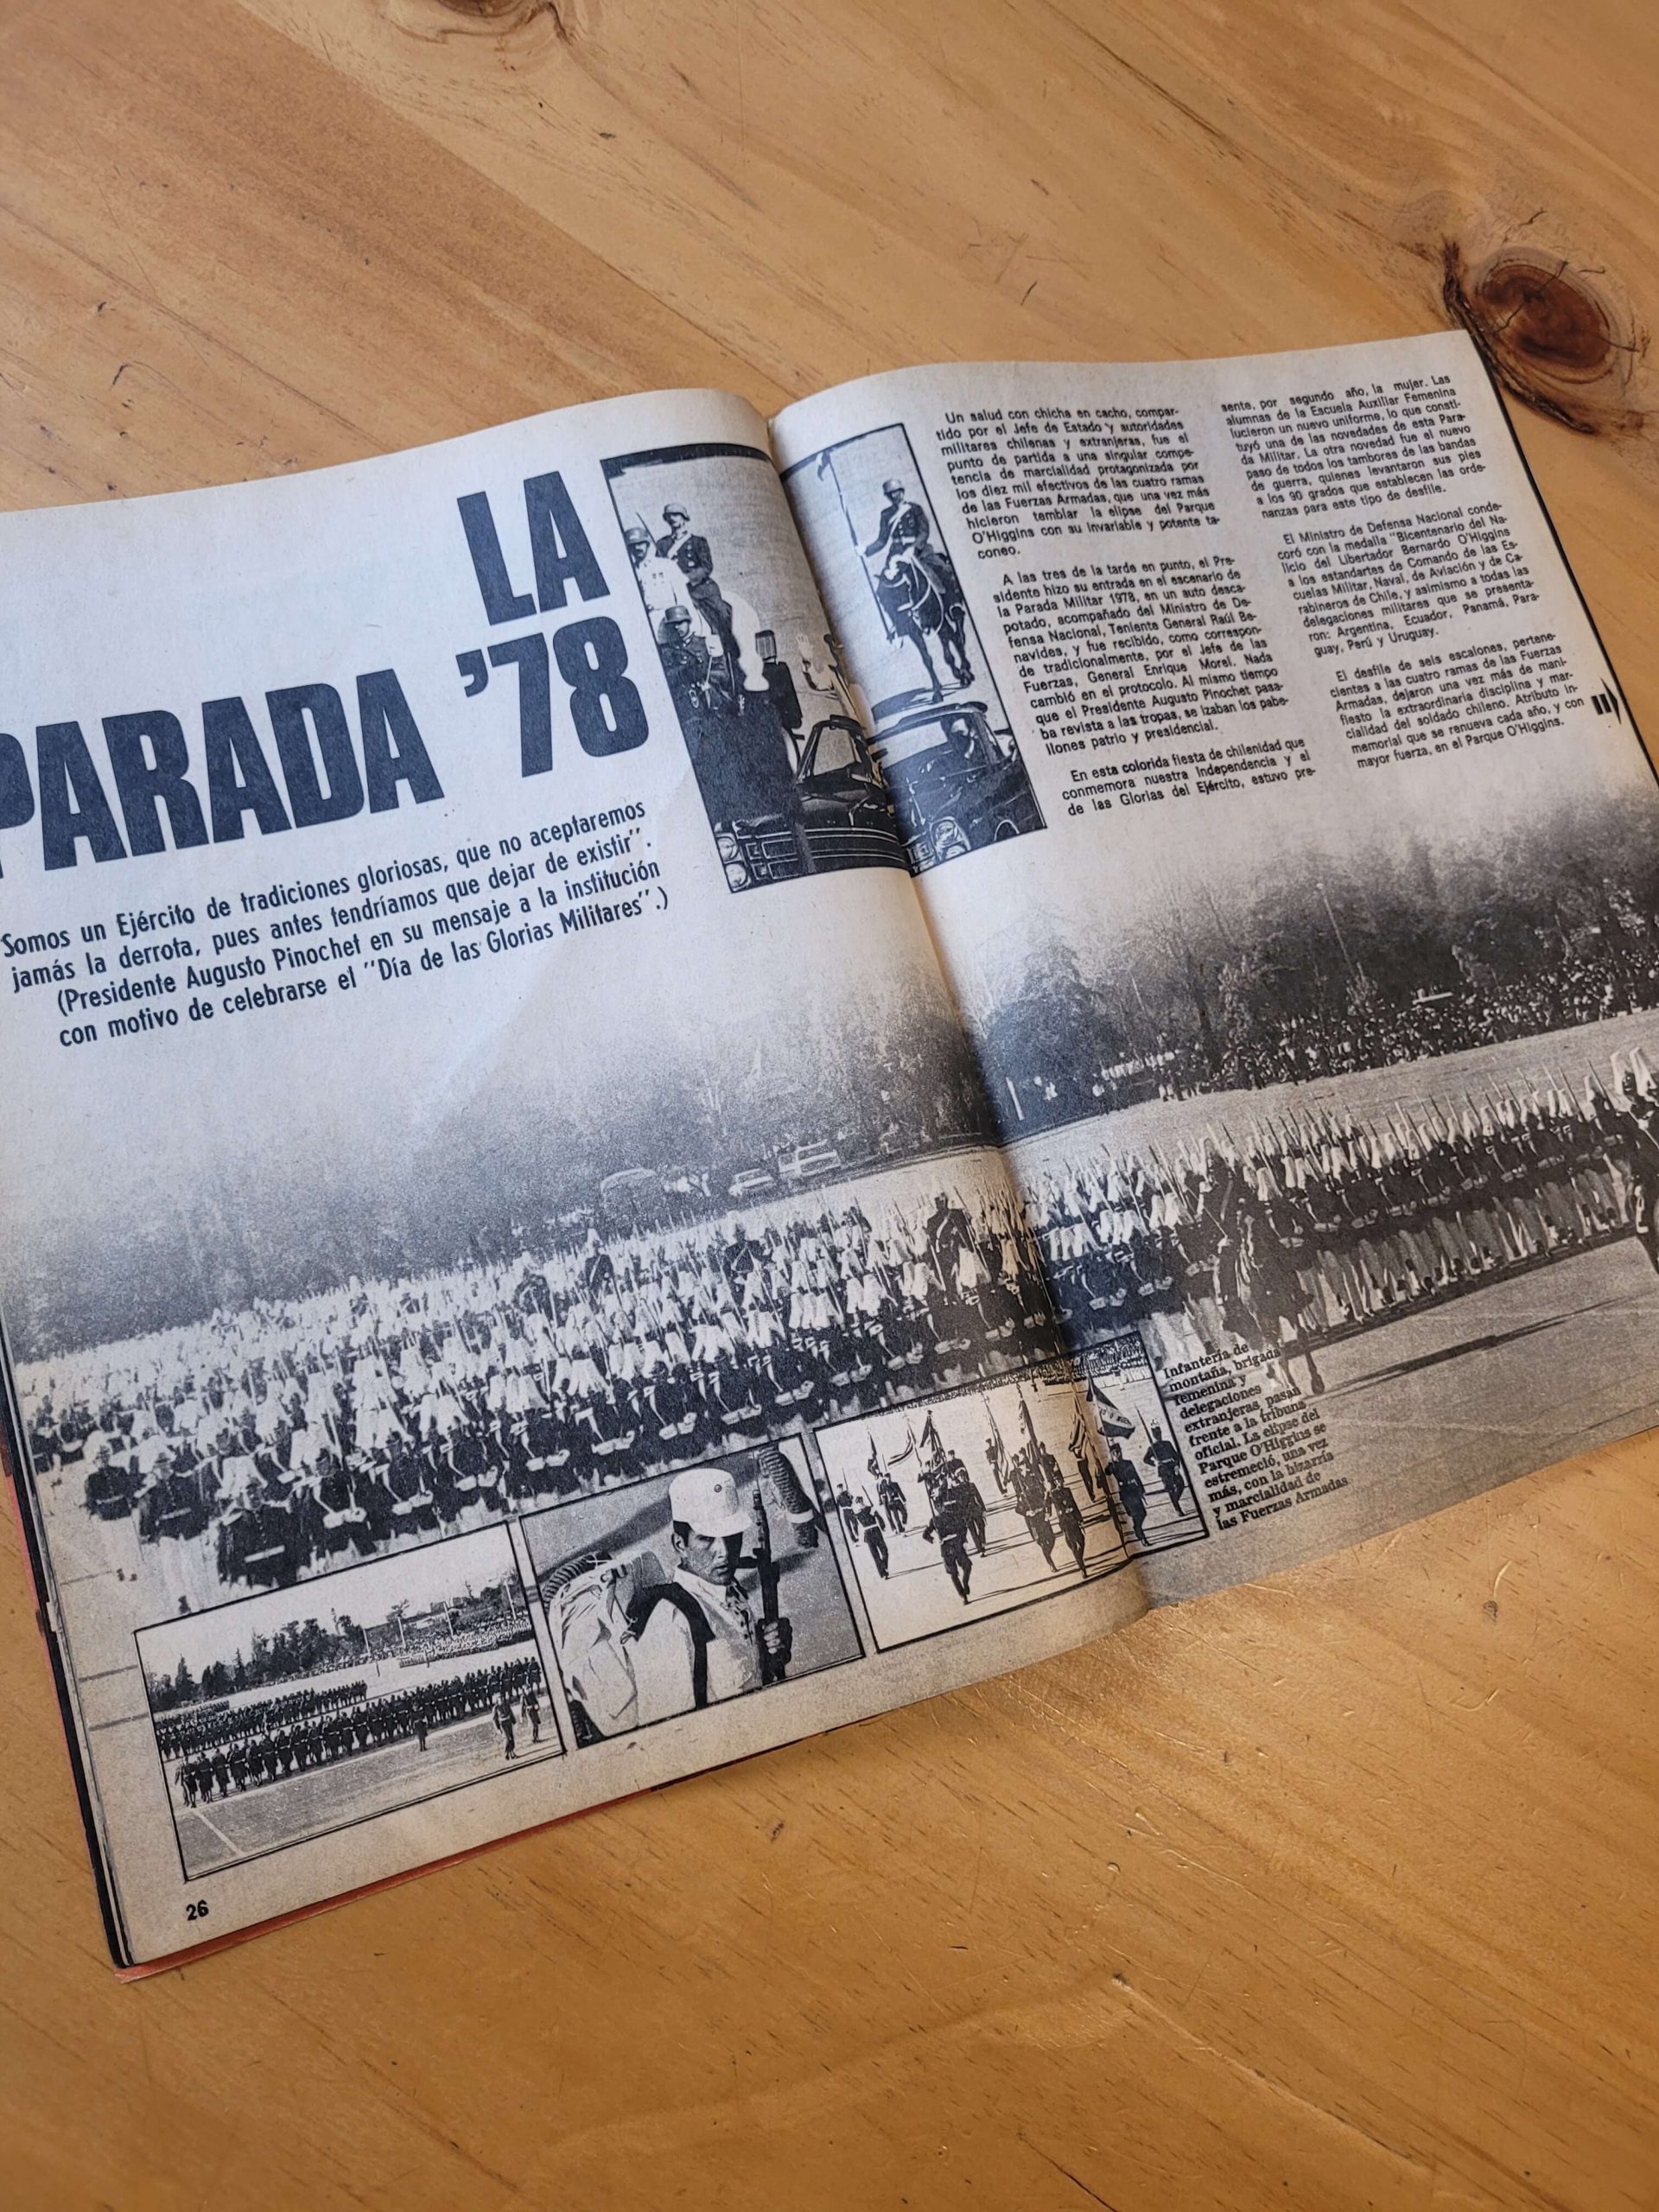 LA
PARADA '78
Somos un Ejército de tradiciones gloriosas, que no aceptaremos
jamás la derrota, pues antes tendríamos que dejar de existir".
(Presidente Augusto Pinochet en su mensaje a la institución
con motivo de celebrarse el "Día de las Glorias Militares".)
Un salud con chicha en cacho, compar-
tido por el Jefe de Estado y autoridades
militares chilenas y extranjeras, fue el
punto de partida a una singular compe-
tencia de marcialidad protagonizada por
los diez mil efectivos de las cuatro ramas
de las Fuerzas Armadas, que una vez más
hicieron temblar la elipse del Parque
O'Higgins con su invariable y potente ta-
coneo.
A las tres de la tarde en punto, el Pre-
sidente hizo su entrada en el escenario de
la Parada Militar 1978, en un auto desca-
potado, acompañado del Ministro de De-
fensa Nacional, Teniente General Raúl Be-
navides, y fue recibido, como correspon-
de tradicionalmente, por el Jefe de las
Fuerzas, General Enrique Morel. Nada
cambió en el protocolo. Al mismo tiempo
que el Presidente Augusto Pinochet pasa-
ba revista a las tropas, se izaban los pabe-
llones patrio y presidencial.
En esta colorida fiesta de chilenidad que
conmemora nuestra Independencia y el
de las Glorias del Ejército, estuvo pre-
sente, por segundo año, la mujer. Las
alumnas de la Escuela Auxiliar Femenina
lucieron un nuevo uniforme, lo que consti-
tuyó una de las novedades de esta Para-
da Militar. La otra novedad fue el nuevo
paso de todos los tambores de las bandas
de guerra, quienes levantaron sus pies
a los 90 grados que establecen las orde-
nanzas para este tipo de desfile.
El Ministro de Defensa Nacional conde-
coró con la medalla "Bicentenario del Na-
licio del Libertador Bernardo O'Higgins
a los estandartes de Comando de las Es-
cuelas Militar, Naval, de Aviación y de Ca-
rabineros de Chile, y asimismo a todas las
delegaciones militares que se presenta-
ron: Argentina, Ecuador, Panamá, Para-
guay, Perú y Uruguay.
El desfile de seis escalones, pertene-
cientes a las cuatro ramas de las Fuerzas
Armadas, dejaron una vez más de mani-
fiesto la extraordinaria disciplina y mar-
cialidad del soldado chileno. Atributo in-
memorial que se renueva cada año, y con
mayor fuerza, en el Parque O'Higgins.
Infantería de
montaña, brigada
femenina y
delegaciones
extranjeras pasan
frente a la tribuna
oficial. La elipse del
Parque O'Higgins se
estremeció, una vez
más, con la bizarría
y marcialidad de
las Fuerzas Armadas
26